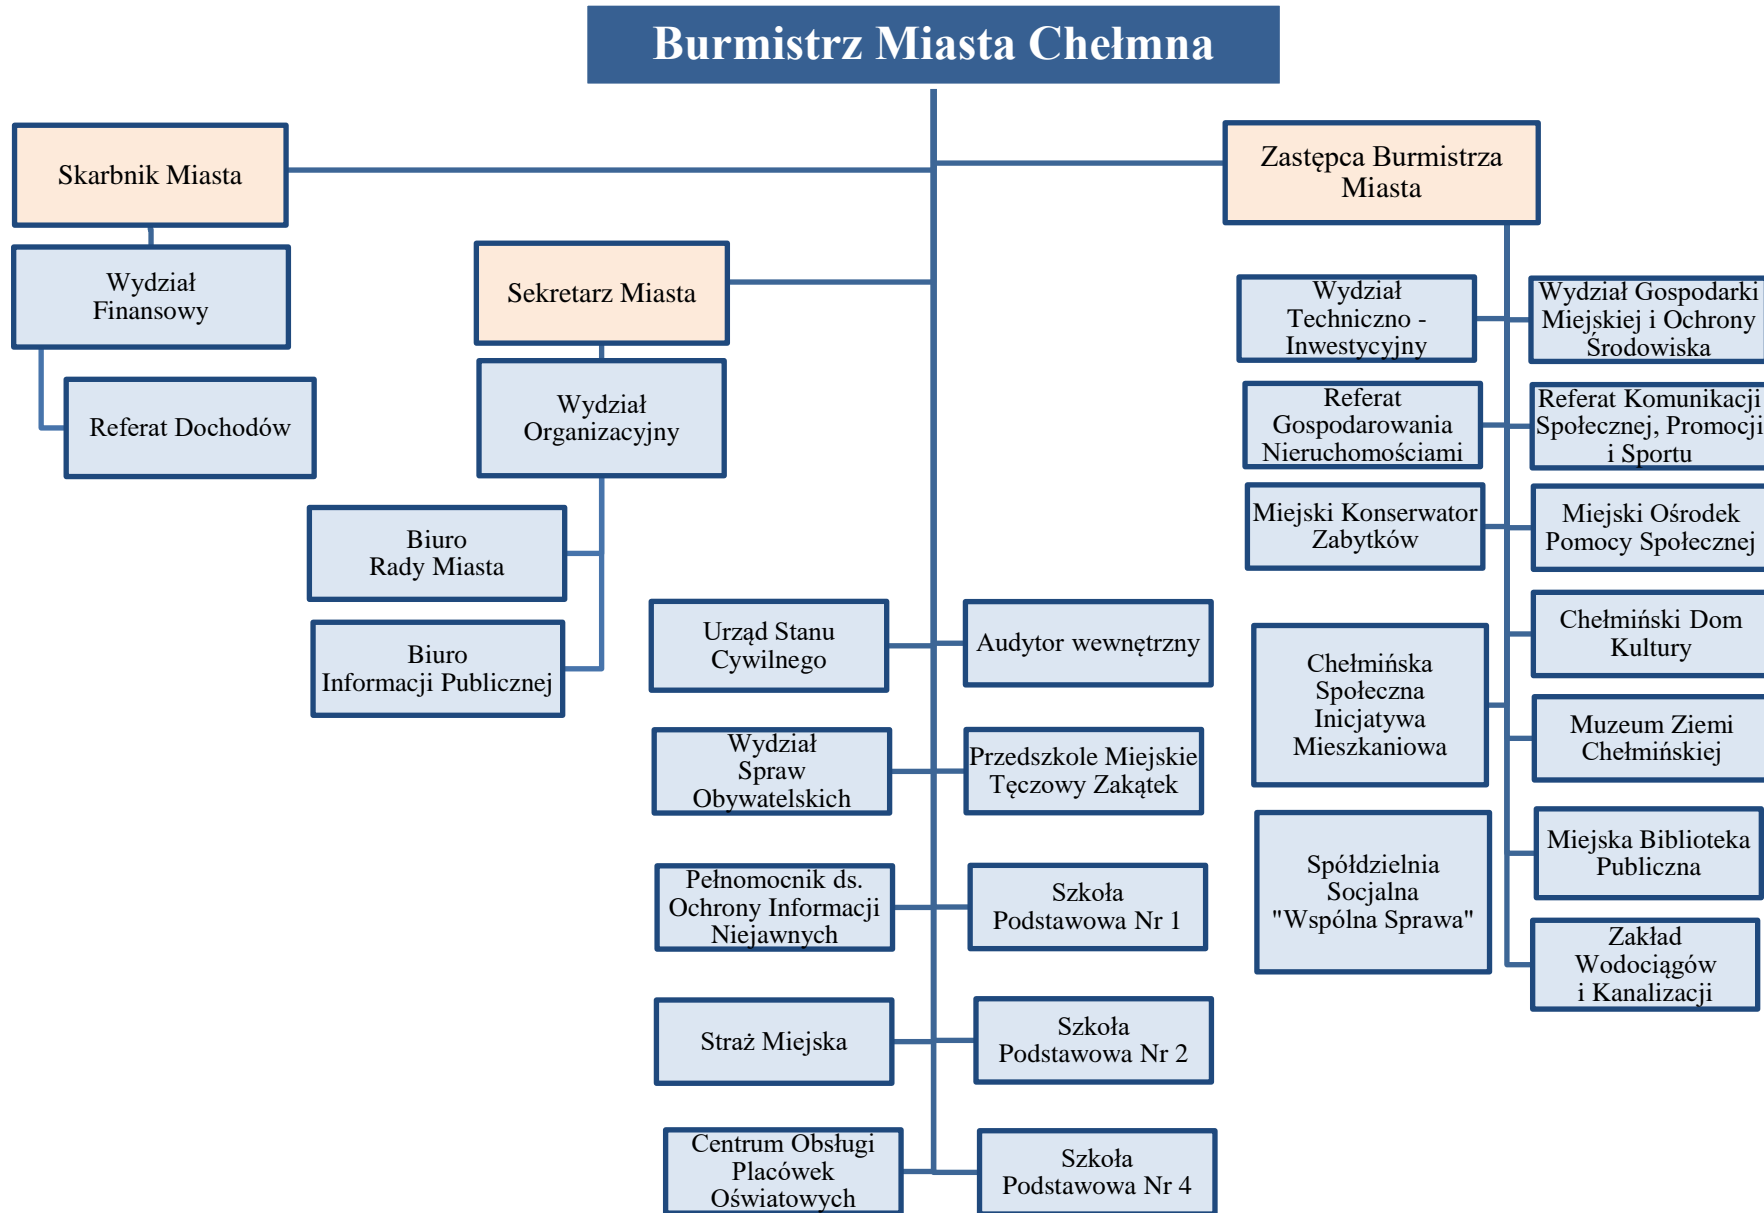 Burmistrz Miasta Chełmna
Skarbnik Miasta
Zastępca Burmistrza
Miasta
Wydział
Finansowy
Referat Dochodów
Sekretarz Miasta
Wydział
Organizacyjny
Biuro
Rady Miasta
Biuro
Informacji Publicznej
Urząd Stanu
Cywilnego
Audytor wewnętrzny
Wydział
Spraw
Obywatelskich
Przedszkole Miejskie
Tęczowy Zakątek
Pełnomocnik ds.
Ochrony Informacji
Niejawnych
Szkoła
Podstawowa Nr 1
Straż Miejska
Szkoła
Podstawowa Nr 2
Centrum Obsługi
Placówek
Oświatowych
Szkoła
Podstawowa Nr 4
Wydział
Techniczno -
Inwestycyjny
Wydział Gospodarki
Miejskiej i Ochrony
Środowiska
Referat
Gospodarowania
Nieruchomościami
Referat Komunikacji
Społecznej, Promocji
i Sportu
Miejski Konserwator
Zabytków
Miejski Ośrodek
Pomocy Społecznej
Chełmińska
Społeczna
Inicjatywa
Mieszkaniowa
Chełmiński Dom
Kultury
Muzeum Ziemi
Chełmińskiej
Spółdzielnia
Socjalna
"Wspólna Sprawa"
Miejska Biblioteka
Publiczna
Zakład
Wodociągów
i Kanalizacji